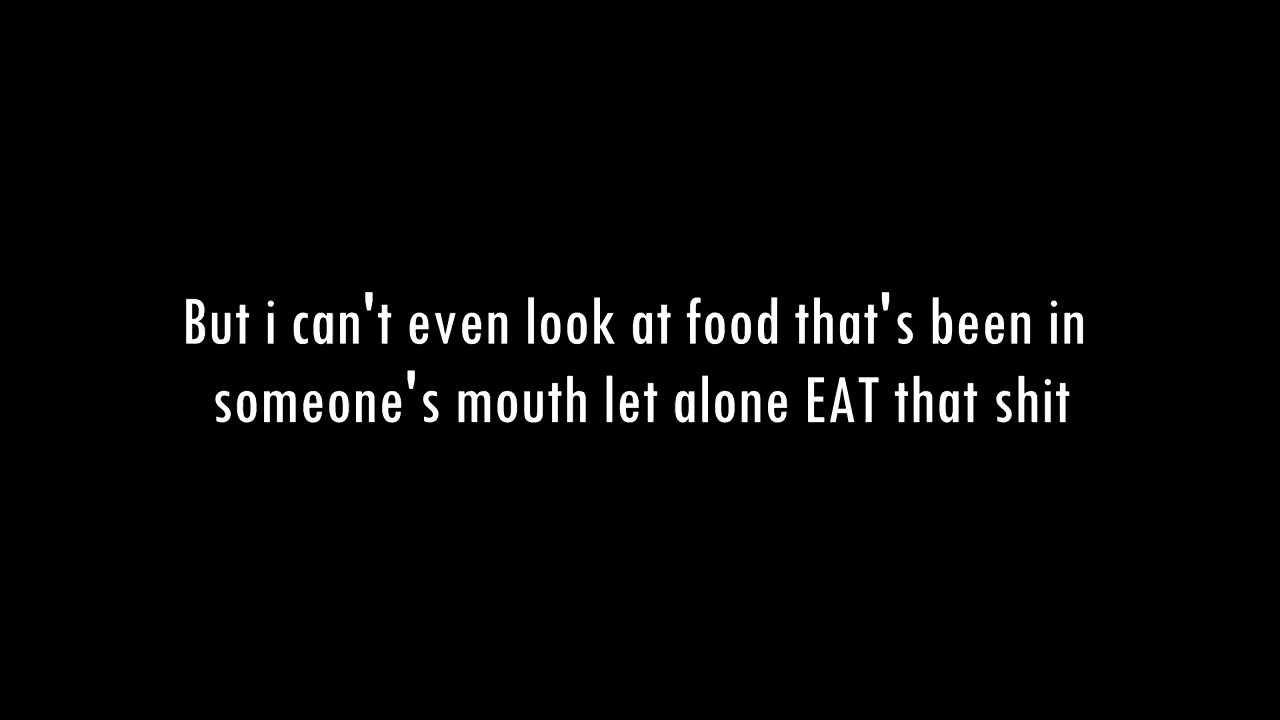 But i can't even look at food that's been in
someone's mouth let alone EAT that shit